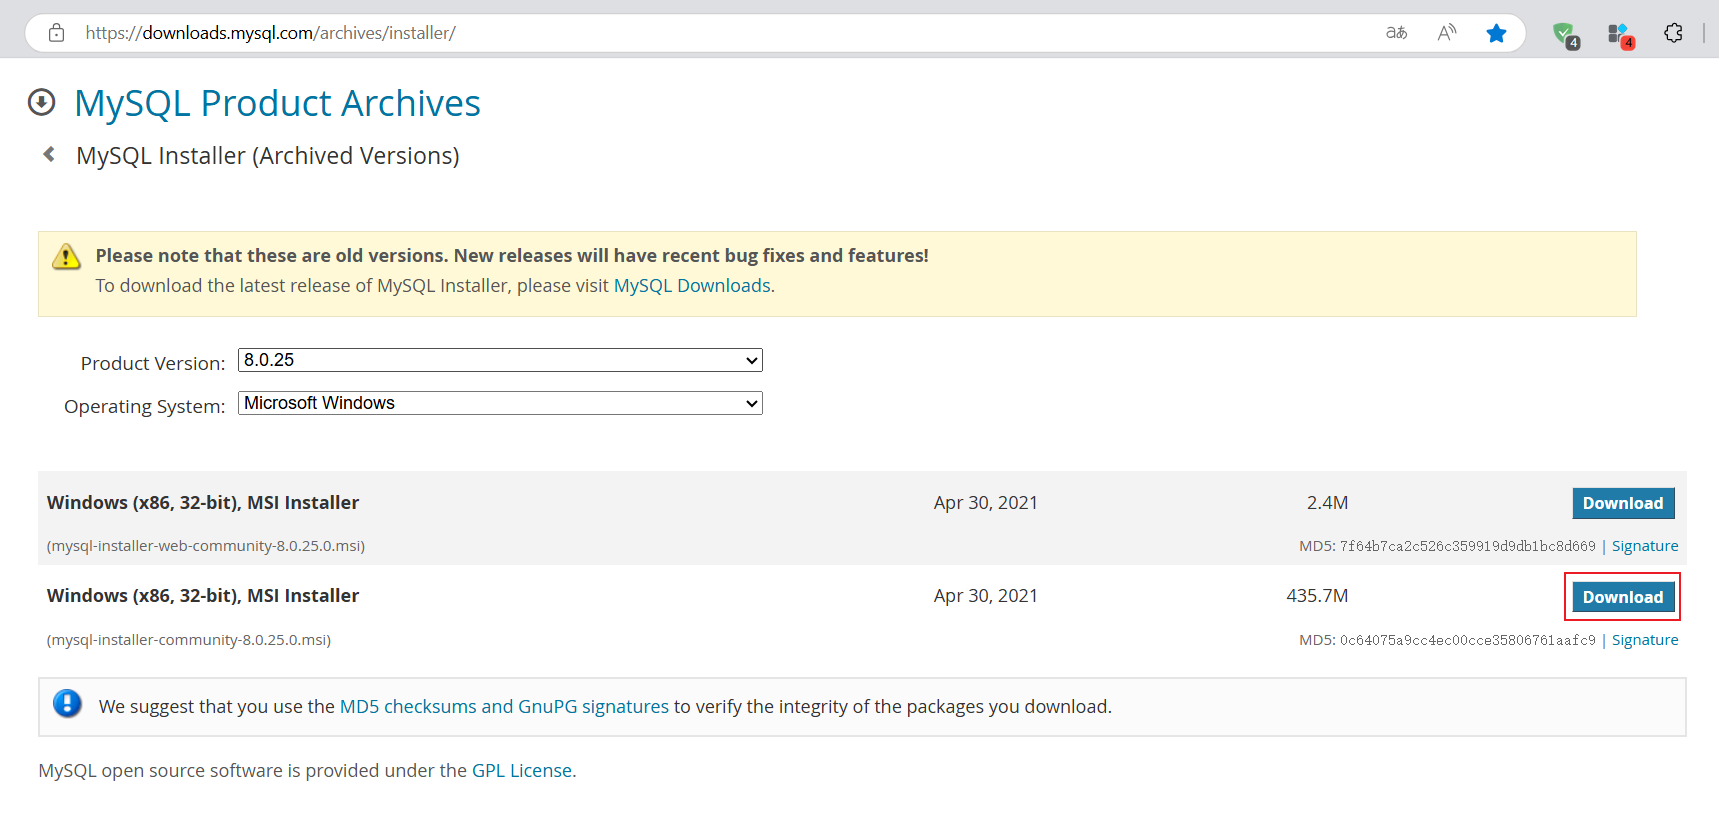 https://downloads.mysql.com/archives/installer/
4
4
MySQL Product Archives
MySQL Installer (Archived Versions)
Please note that these are old versions. New releases will have recent bug fixes and features!
To download the latest release of MySQL Installer, please visit MySQL Downloads.
Product Version: 8.0.25
Operating System: Microsoft Windows
Windows (x86, 32-bit), MSI Installer Apr 30, 2021 2.4M Download
(mysql-installer-web-community-8.0.25.0.msi) MD5: 7f64b7ca2c526c359919d9db1bc8d669 | Signature
Windows (x86, 32-bit), MSI Installer Apr 30, 2021 435.7M Download
(mysql-installer-community-8.0.25.0.msi) MD5: 0c64075a9cc4ec00cce35806761aafc9 | Signature
We suggest that you use the MD5 checksums and GnuPG signatures to verify the integrity of the packages you download.
MySQL open source software is provided under the GPL License.